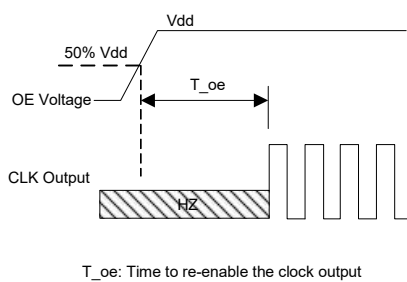 Vdd
50% Vdd
T_oe
OE Voltage
CLK Output
HZ
T_oe: Time to re-enable the clock output